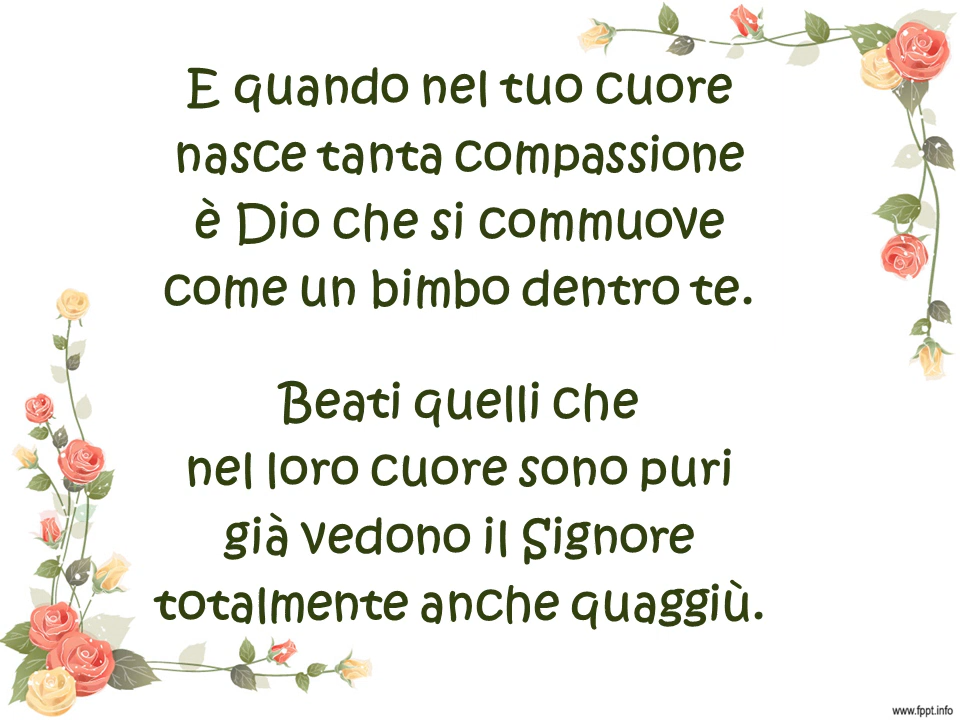 E quando nel tuo cuore
nasce tanta compassione
è Dio che si commuove
come un bimbo dentro te.
Beati quelli che
nel loro cuore sono puri
già vedono il Signore
totalmente anche quaggiù.
www.fppt.info